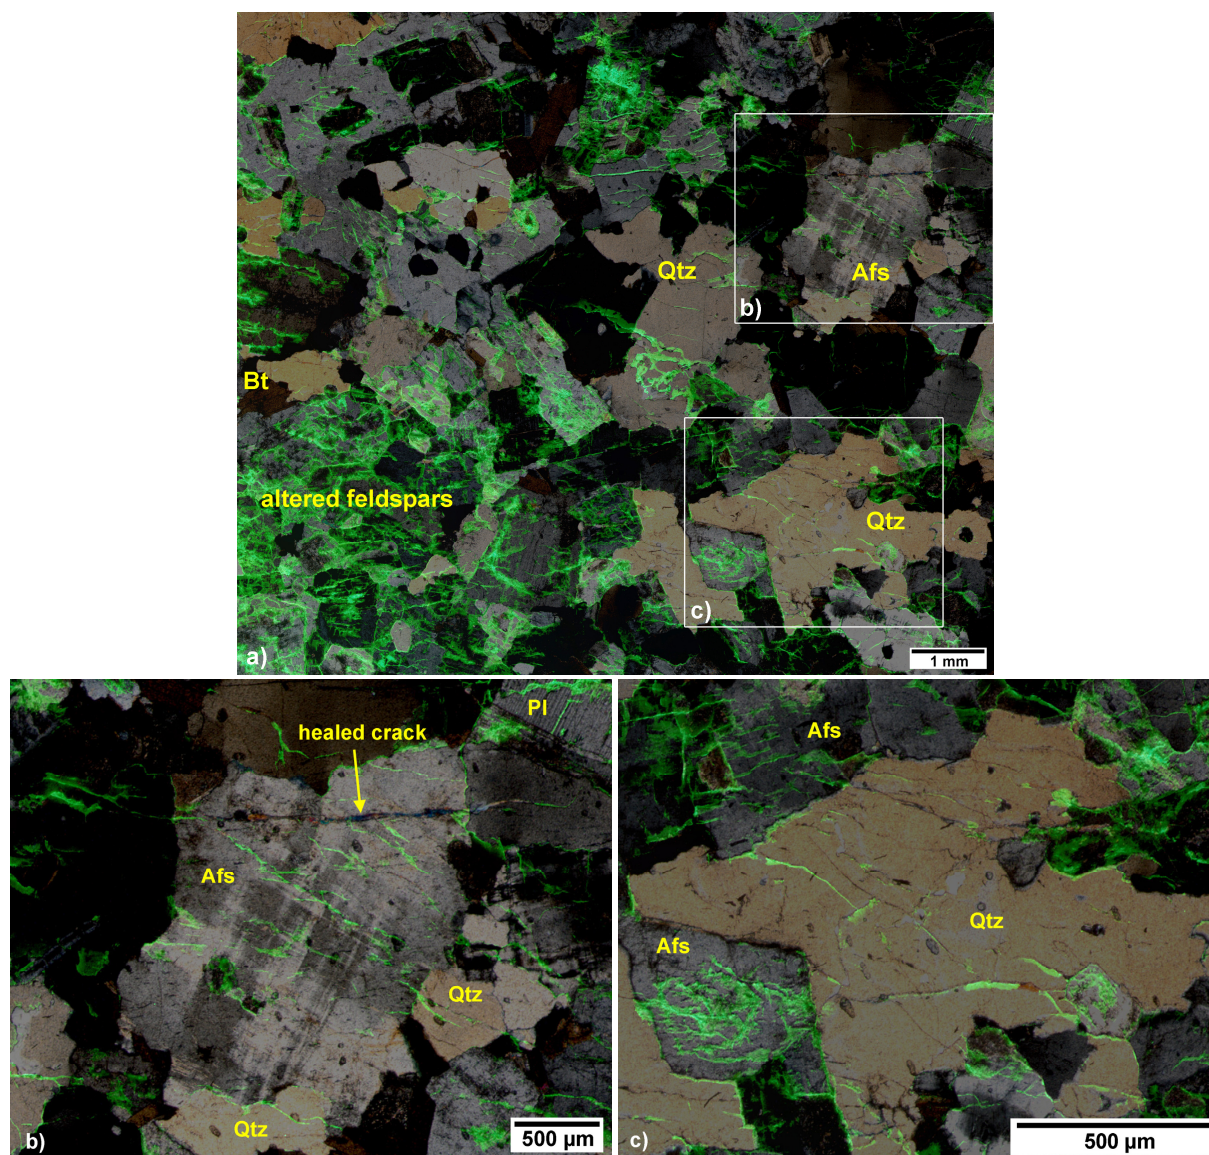 Qtz
Afs
b)
Bt
altered feldspars
Qtz
c)
a)
1 mm
Pl
healed crack
Afs
Qtz
Qtz
b)
500 µm
Afs
Qtz
Afs
c)
500 µm